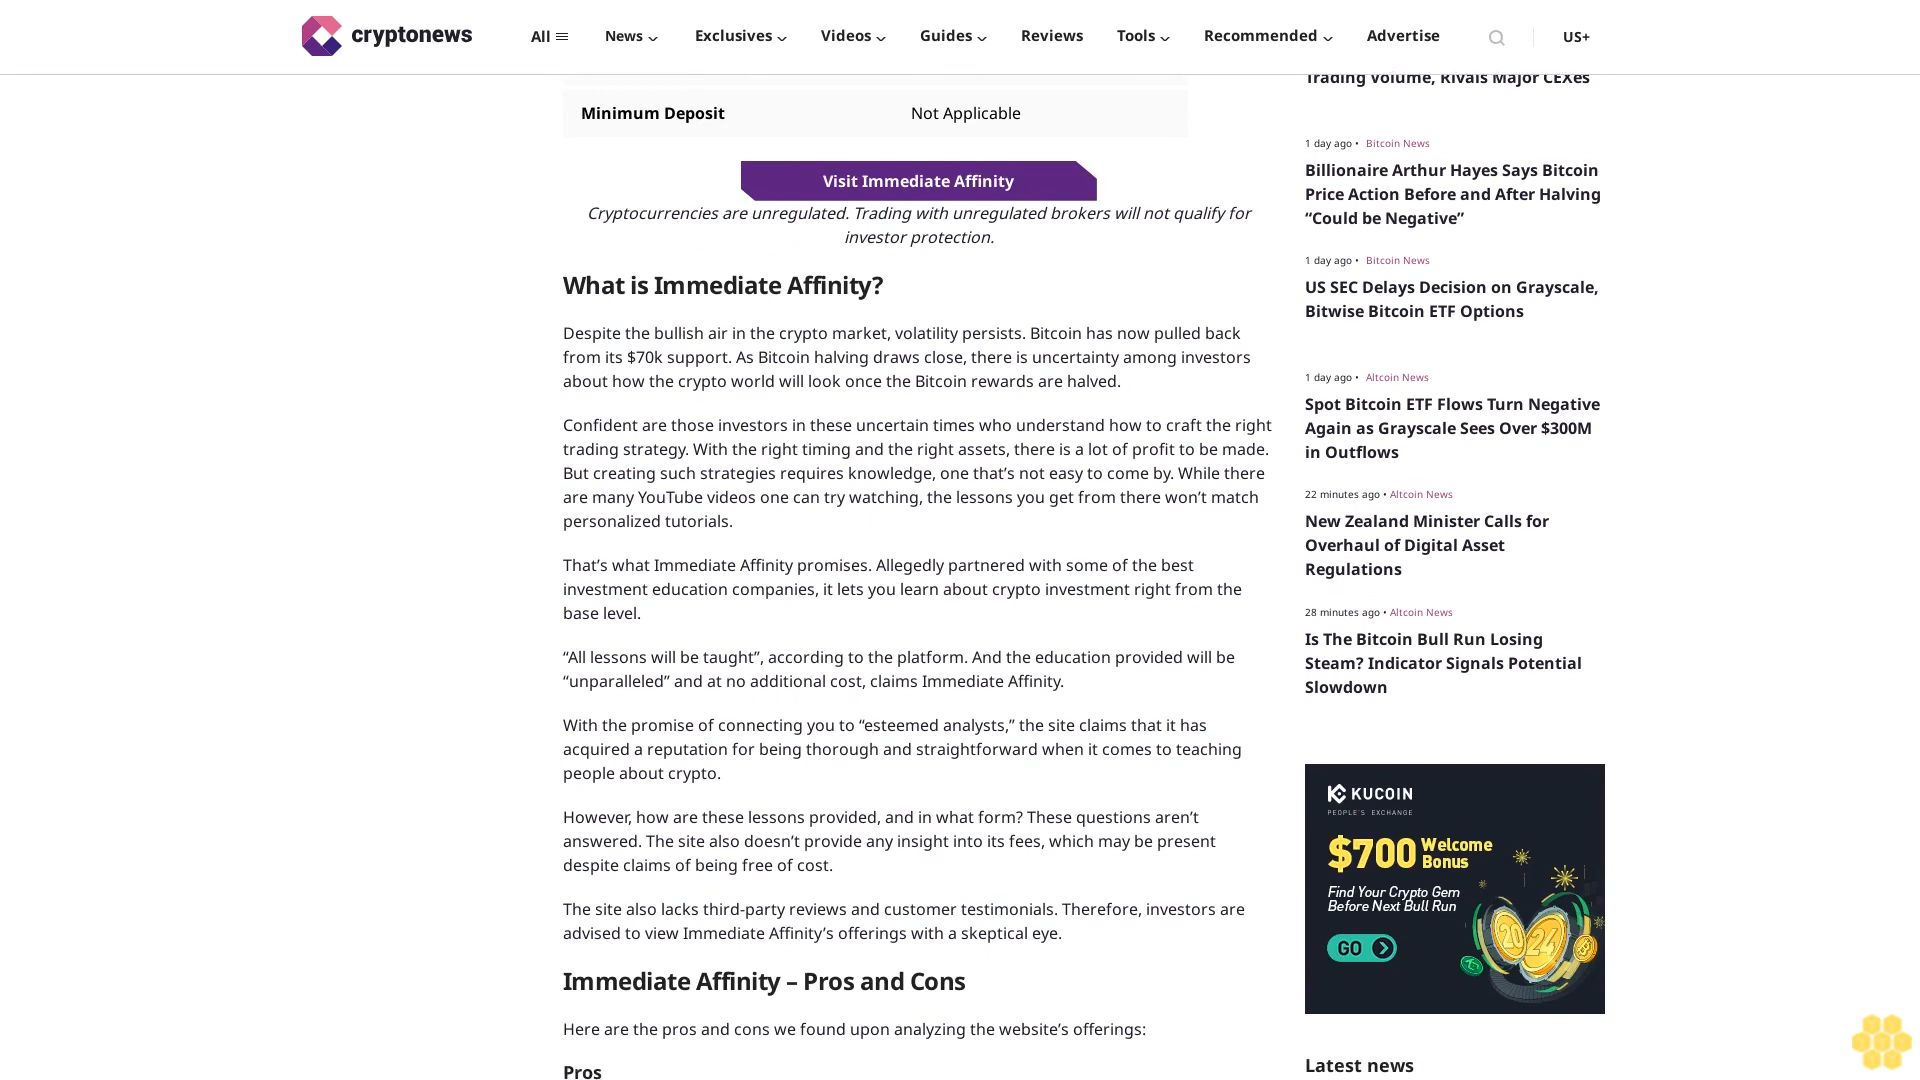 cryptonews
All
News
Exclusives
Videos
Guides
Reviews
Tools
Recommended
Advertise
US+
Minimum Deposit
Not Applicable
Visit Immediate Affinity
Cryptocurrencies are unregulated. Trading with unregulated brokers will not qualify for
investor protection.
What is Immediate Affinity?
Despite the bullish air in the crypto market, volatility persists. Bitcoin has now pulled back
from its $70k support. As Bitcoin halving draws close, there is uncertainty among investors
about how the crypto world will look once the Bitcoin rewards are halved.
Confident are those investors in these uncertain times who understand how to craft the right
trading strategy. With the right timing and the right assets, there is a lot of profit to be made.
But creating such strategies requires knowledge, one that’s not easy to come by. While there
are many YouTube videos one can try watching, the lessons you get from there won’t match
personalized tutorials.
That’s what Immediate Affinity promises. Allegedly partnered with some of the best
investment education companies, it lets you learn about crypto investment right from the
base level.
“All lessons will be taught”, according to the platform. And the education provided will be
“unparalleled” and at no additional cost, claims Immediate Affinity.
With the promise of connecting you to “esteemed analysts,” the site claims that it has
acquired a reputation for being thorough and straightforward when it comes to teaching
people about crypto.
However, how are these lessons provided, and in what form? These questions aren’t
answered. The site also doesn’t provide any insight into its fees, which may be present
despite claims of being free of cost.
The site also lacks third-party reviews and customer testimonials. Therefore, investors are
advised to view Immediate Affinity’s offerings with a skeptical eye.
Immediate Affinity – Pros and Cons
Here are the pros and cons we found upon analyzing the website’s offerings:
Pros
Trading Volume, Rivals Major CEXes
1 day ago • Bitcoin News
Billionaire Arthur Hayes Says Bitcoin
Price Action Before and After Halving
“Could be Negative”
1 day ago • Bitcoin News
US SEC Delays Decision on Grayscale,
Bitwise Bitcoin ETF Options
1 day ago • Altcoin News
Spot Bitcoin ETF Flows Turn Negative
Again as Grayscale Sees Over $300M
in Outflows
22 minutes ago • Altcoin News
New Zealand Minister Calls for
Overhaul of Digital Asset
Regulations
28 minutes ago • Altcoin News
Is The Bitcoin Bull Run Losing
Steam? Indicator Signals Potential
Slowdown
KUCOIN
PEOPLE'S EXCHANGE
$700 Welcome
Bonus
Find Your Crypto Gem
Before Next Bull Run
GO
20
24
Latest news